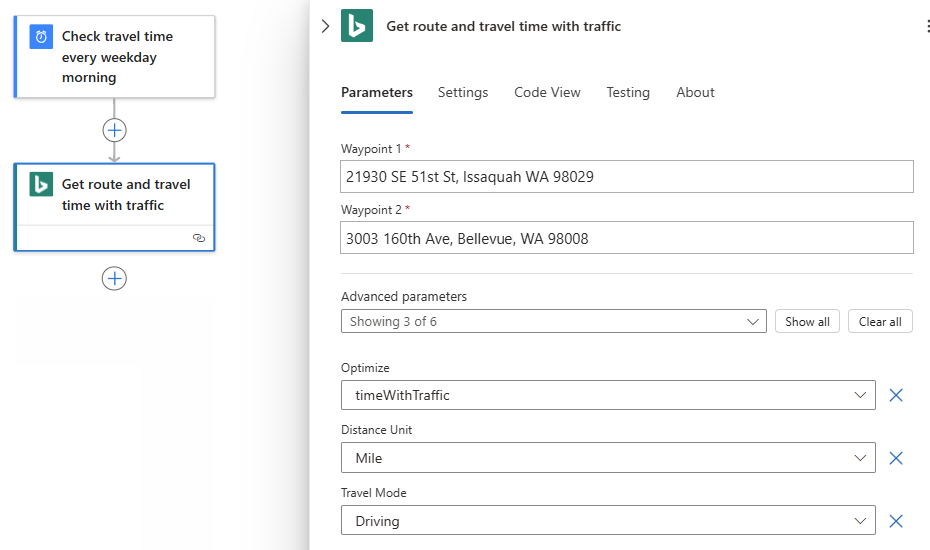 Check travel time
every weekday
morning
Get route and travel
time with traffic
Get route and travel time with traffic
Parameters Settings Code View Testing About
Waypoint 1 *
21930 SE 51st St, Issaquah WA 98029
Waypoint 2 *
3003 160th Ave, Bellevue, WA 98008
Advanced parameters
Showing 3 of 6 Show all Clear all
Optimize
timeWithTraffic
Distance Unit
Mile
Travel Mode
Driving